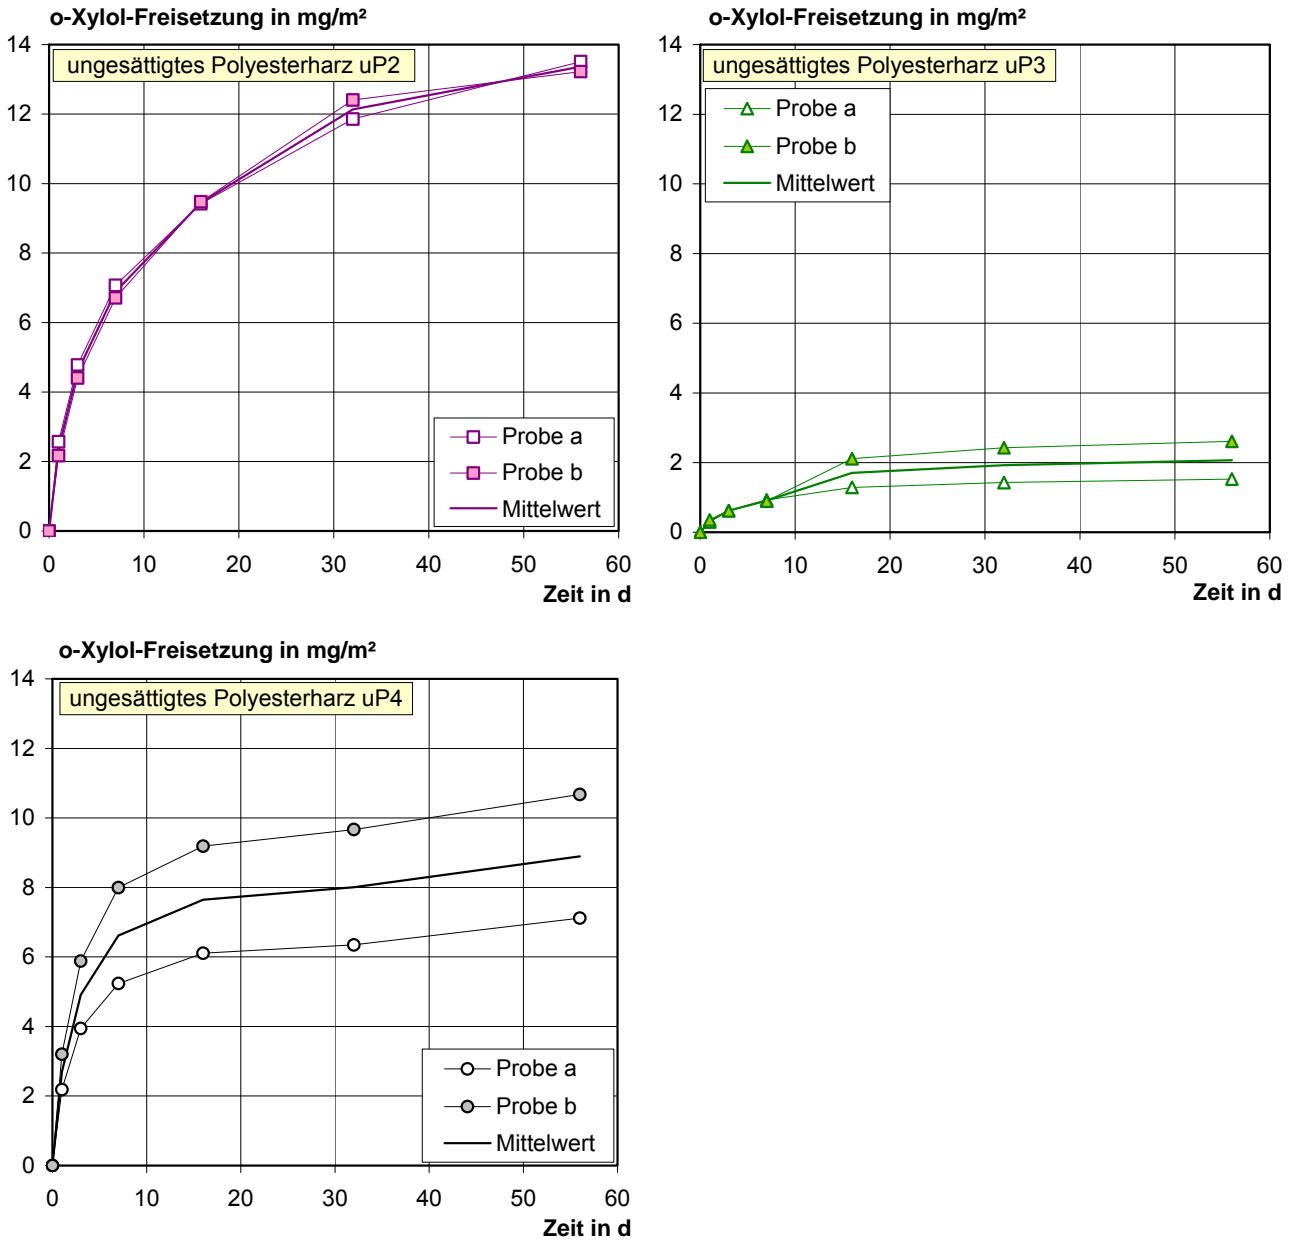 o-Xylol-Freisetzung in mg/m²
14
ungesättigtes Polyesterharz uP2
12
10
8
6
4
2
0
Probe a
Probe b
Mittelwert
0 10 20 30 40 50 60
Zeit in d
o-Xylol-Freisetzung in mg/m²
14
ungesättigtes Polyesterharz uP3
Probe a
12
Probe b
Mittelwert
10
8
6
4
2
0
0 10 20 30 40 50 60
Zeit in d
o-Xylol-Freisetzung in mg/m²
14
ungesättigtes Polyesterharz uP4
12
10
8
6
4
2
0
Probe a
Probe b
Mittelwert
0 10 20 30 40 50 60
Zeit in d